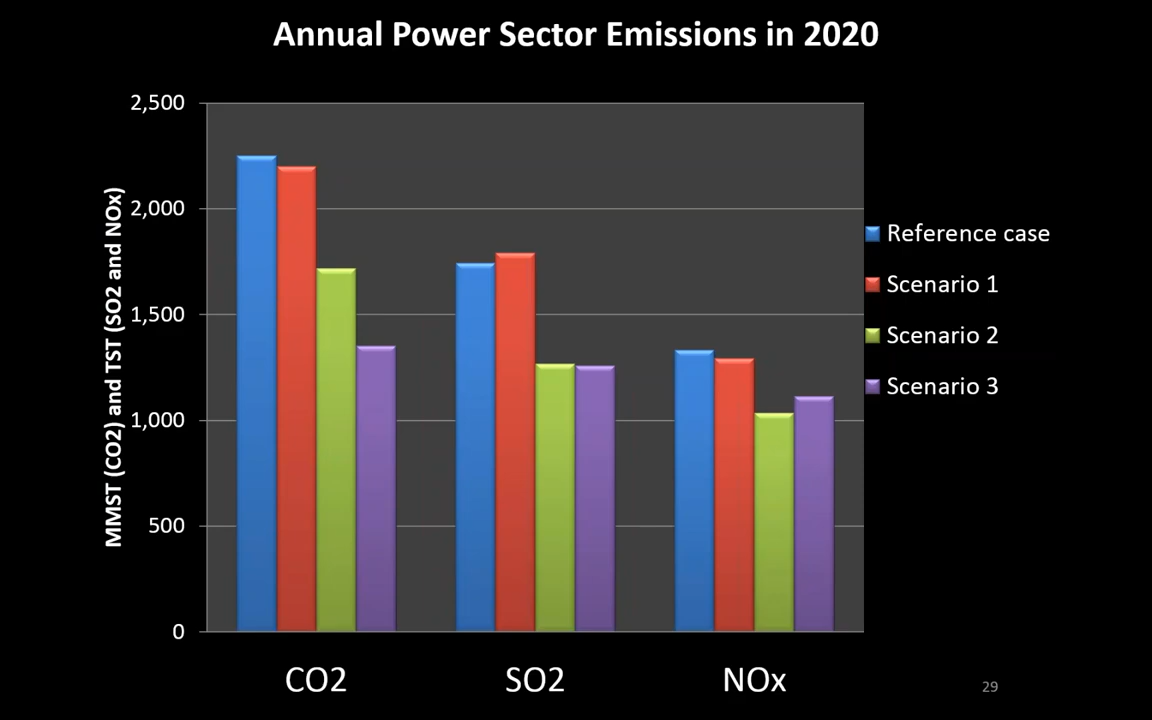 Annual Power Sector Emissions in 2020
MMST (CO2) and TST (SO2 and NOx)
2,500
2,000
1,500
1,000
500
0
CO2
SO2
NOx
Reference case
Scenario 1
Scenario 2
Scenario 3
29